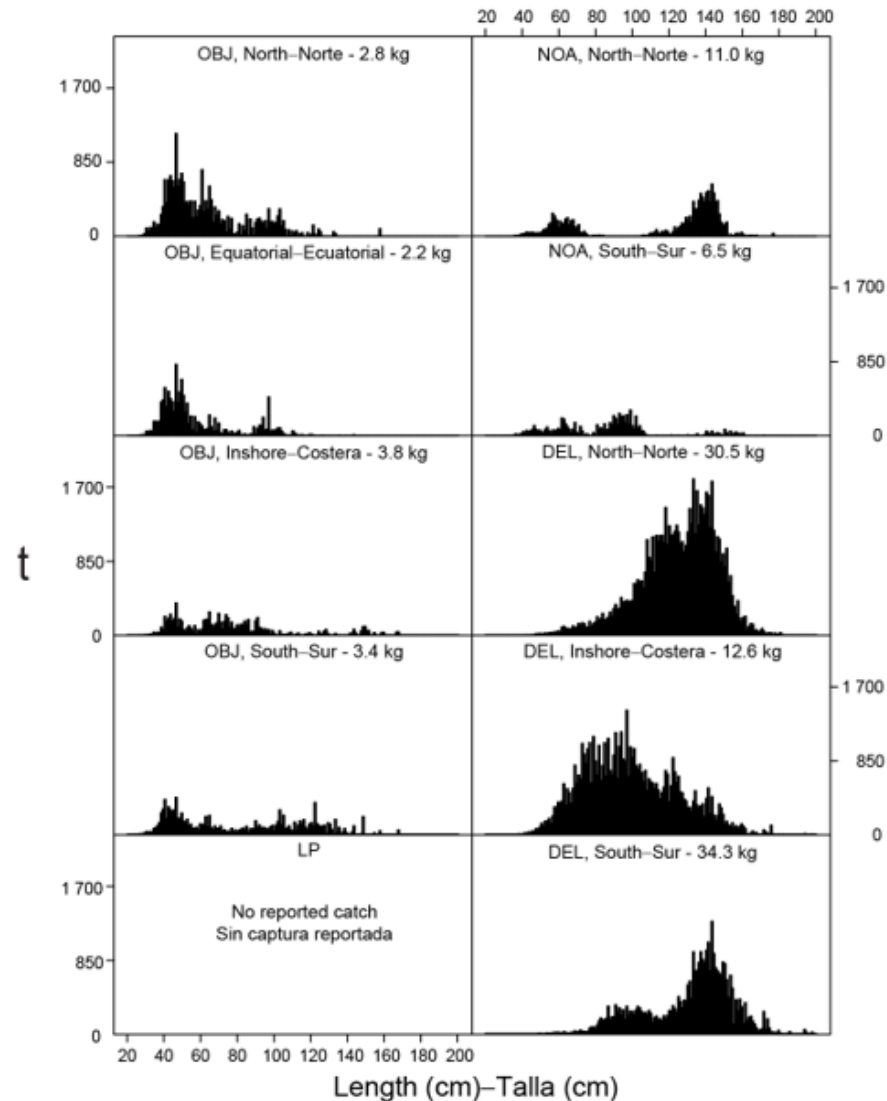 20 40 60 80 100 120 140 160 180 200
OBJ, North–Norte - 2.8 kg
NOA, North–Norte - 11.0 kg
1 700
850
0
OBJ, Equatorial–Ecuatorial - 2.2 kg
NOA, South–Sur - 6.5 kg
1 700
850
0
OBJ, Inshore–Costera - 3.8 kg
DEL, North–Norte - 30.5 kg
1 700
850
0
t
OBJ, South–Sur - 3.4 kg
DEL, Inshore–Costera - 12.6 kg
1 700
850
0
LP
DEL, South–Sur - 34.3 kg
1 700
850
0
No reported catch
Sin captura reportada
20 40 60 80 100 120 140 160 180 200
Length (cm)–Talla (cm)